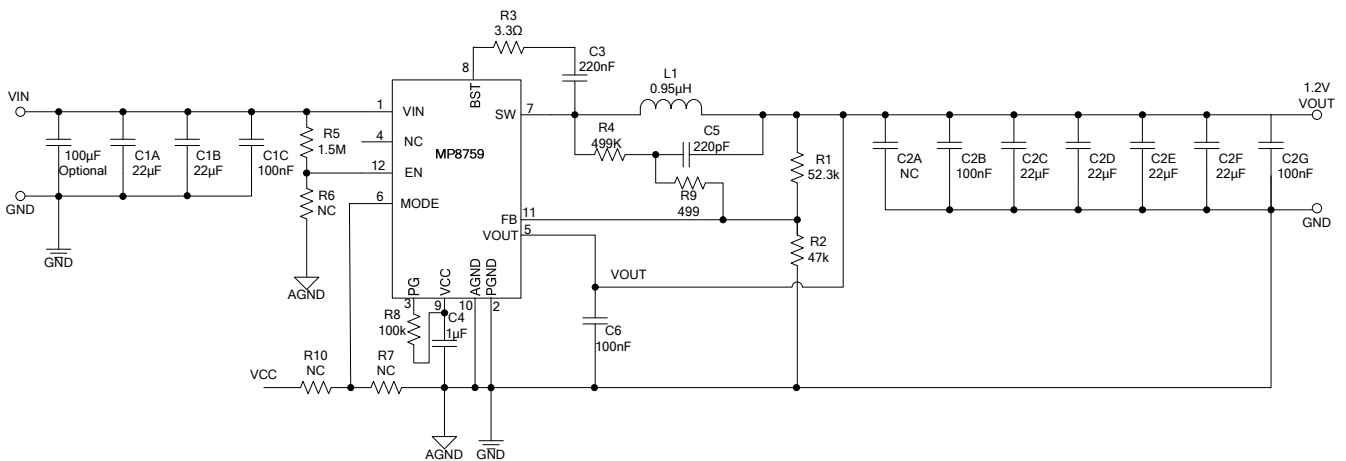 R3
3.3Ω
C3
220nF
8
BST
L1
0.95µH
1.2V
VOUT
VIN
1
VIN
SW
7
R5
1.5M
4
NC
MP8759
R4
499K
C5
220pF
R1
52.3k
100µF
Optional
C1A
22µF
C1B
22µF
C1C
100nF
C2A
NC
C2B
100nF
C2C
22µF
C2D
22µF
C2E
22µF
C2F
22µF
C2G
100nF
12
EN
R6
NC
6
MODE
R9
499
GND
FB
11
VOUT
5
R2
47k
GND
GND
AGND
VOUT
PG
VCC
AGND
PGND
3
9
10
2
R8
100k
C4
1µF
C6
100nF
VCC
R10
NC
R7
NC
AGND
GND